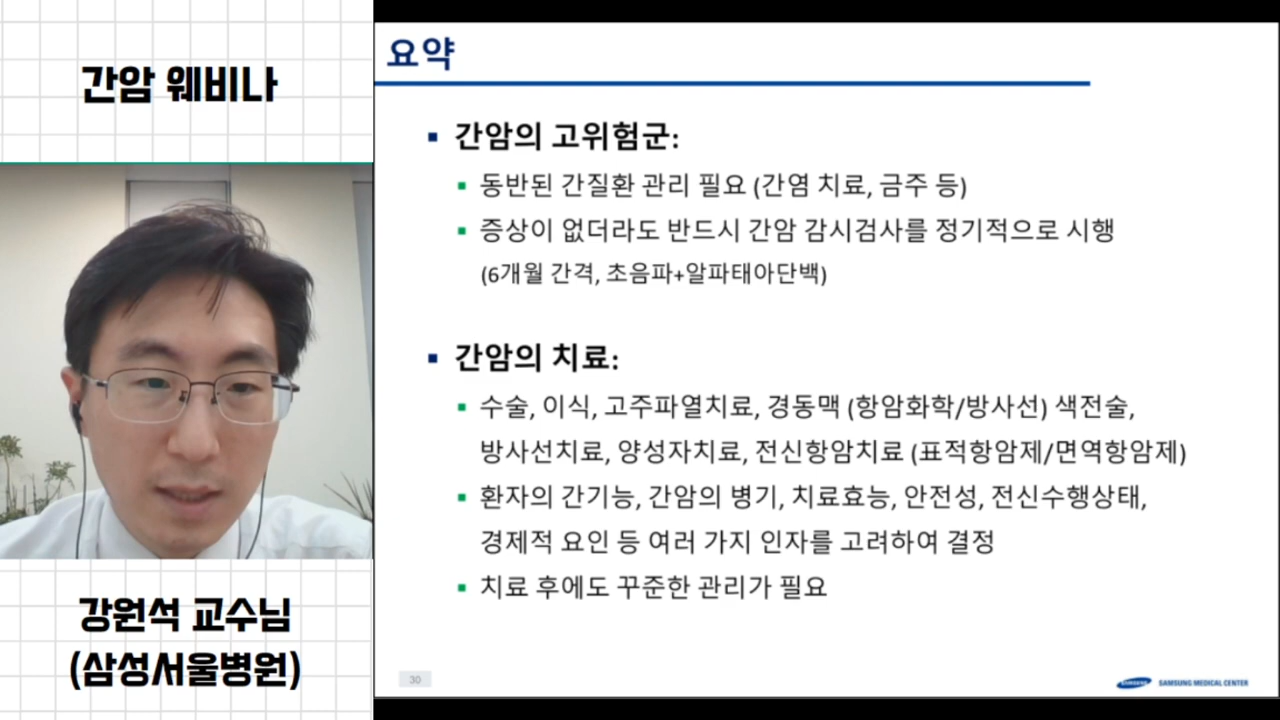 간암 웨비나
강원석 교수님
(삼성서울병원)
요약
▪ 간암의 고위험군:
▪ 동반된 간질환 관리 필요 (간염 치료, 금주 등)
▪ 증상이 없더라도 반드시 간암 감시검사를 정기적으로 시행
(6개월 간격, 초음파+알파태아단백)
▪ 간암의 치료:
▪ 수술, 이식, 고주파열치료, 경동맥 (항암화학/방사선) 색전술,
방사선치료, 양성자치료, 전신항암치료 (표적항암제/면역항암제)
▪ 환자의 간기능, 간암의 병기, 치료효능, 안전성, 전신수행상태,
경제적 요인 등 여러 가지 인자를 고려하여 결정
▪ 치료 후에도 꾸준한 관리가 필요
30
SAMSUNG SAMSUNG MEDICAL CENTER